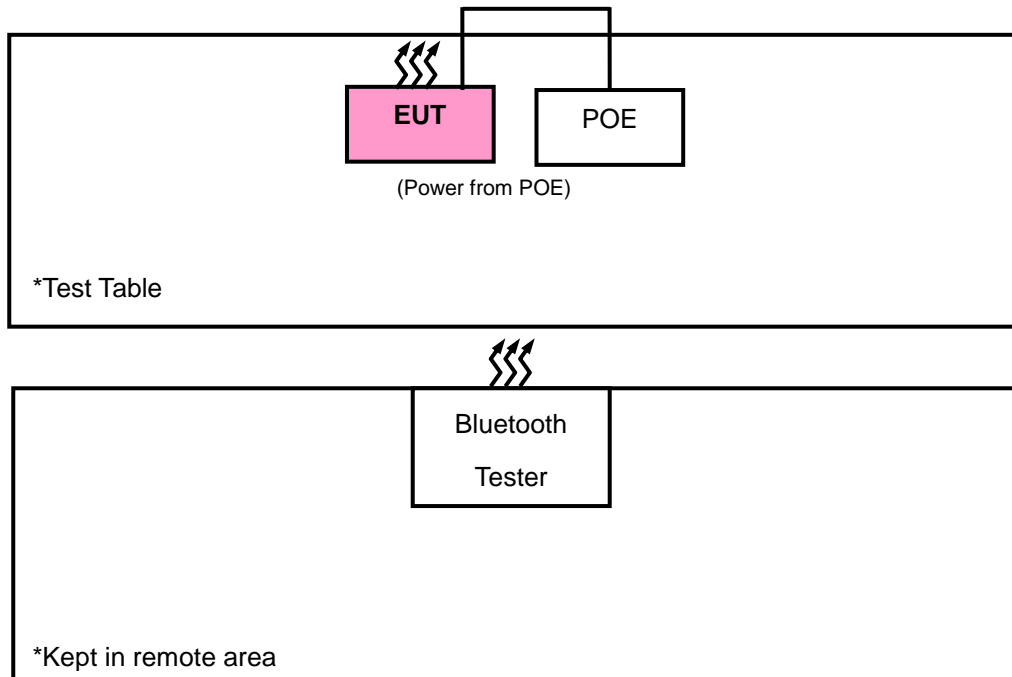 EUT
POE
(Power from POE)
*Test Table
Bluetooth
Tester
*Kept in remote area